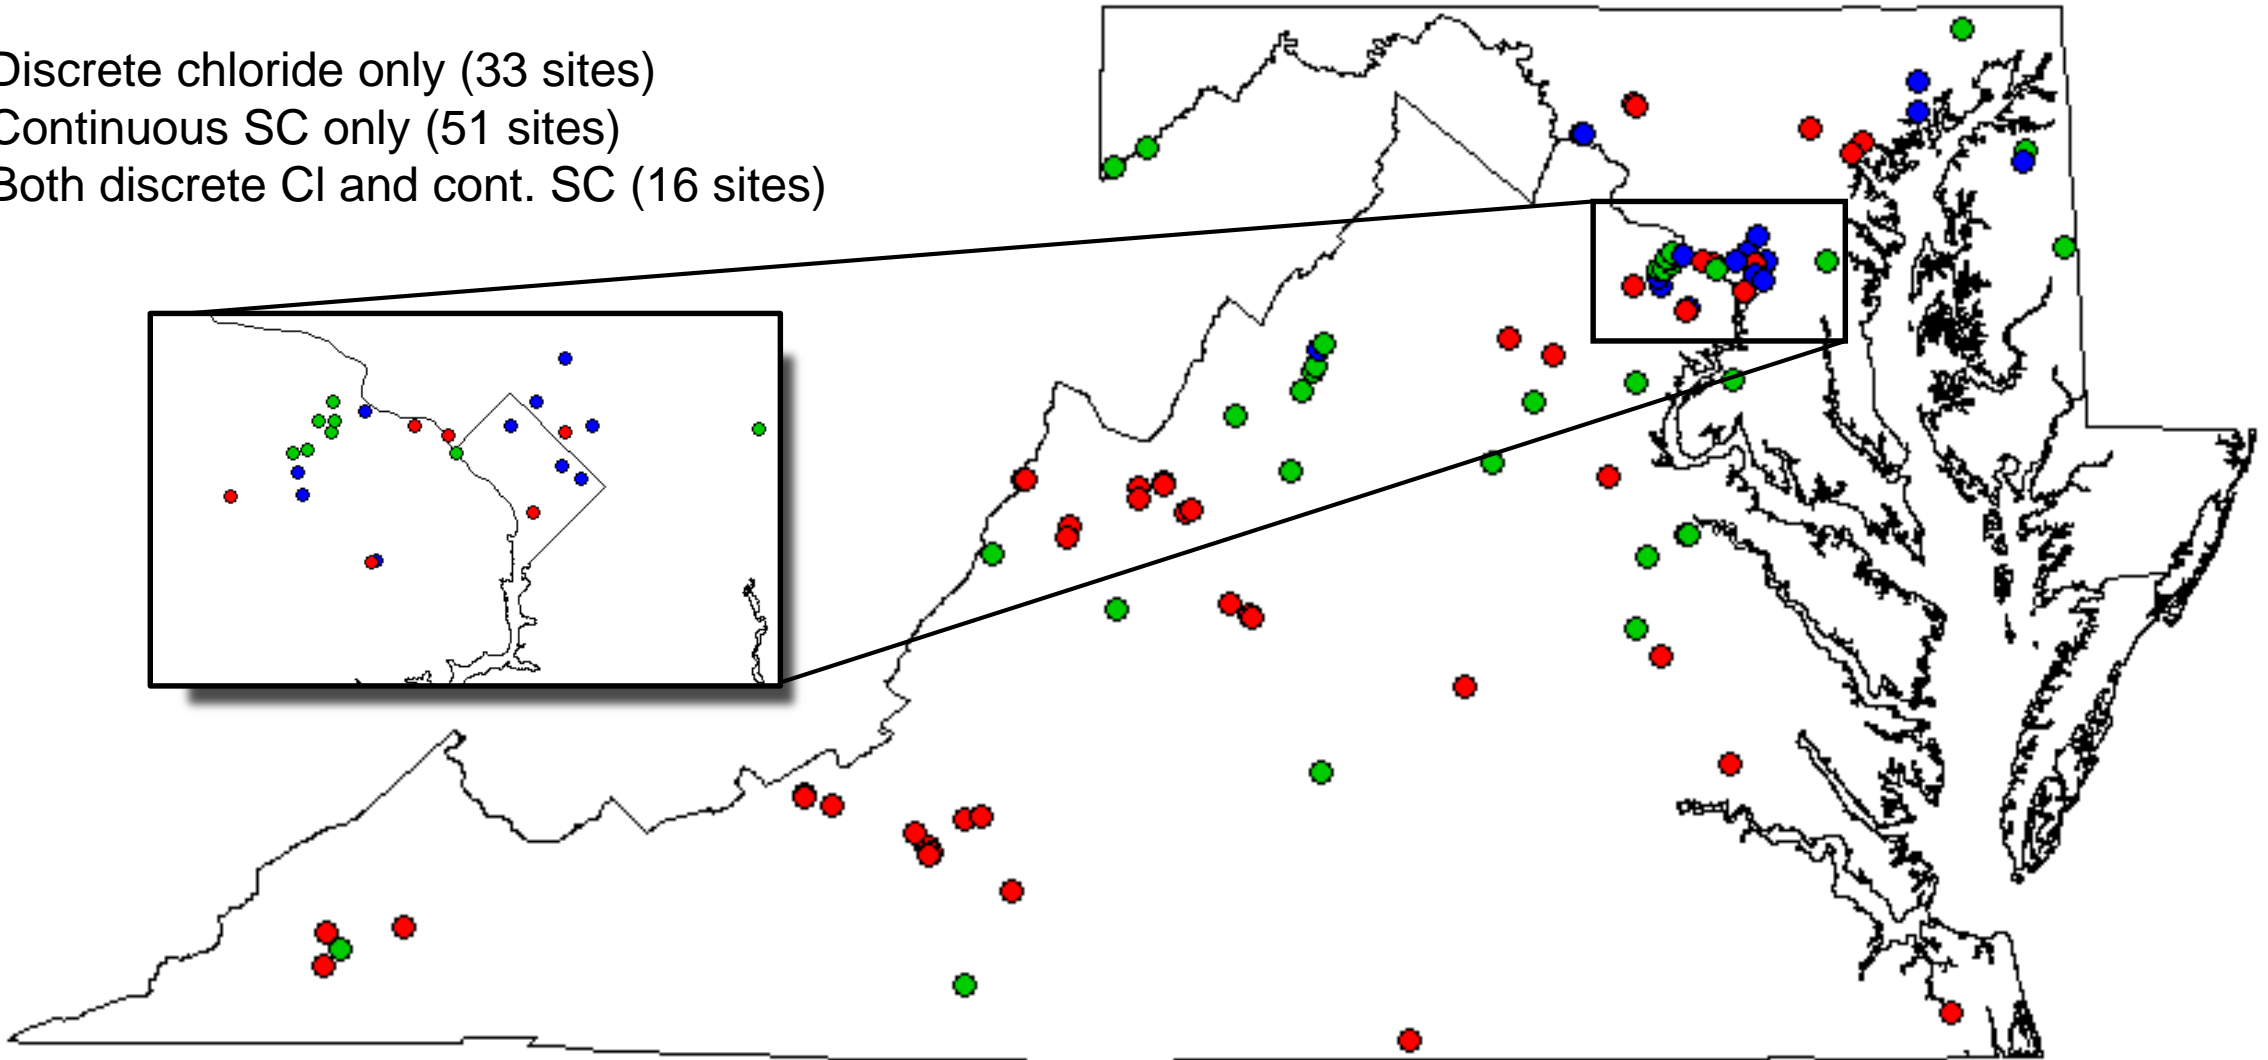 Discrete chloride only (33 sites)
Continuous SC only (51 sites)
Both discrete Cl and cont. SC (16 sites)